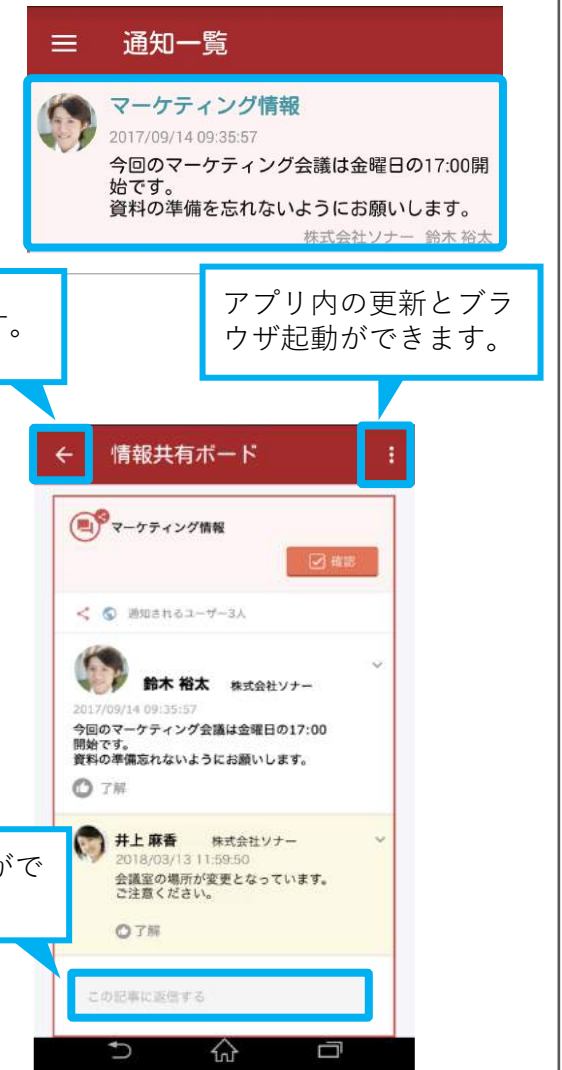 通知一覧
マーケティング情報
2017/09/14 09:35:57
今回のマーケティング会議は金曜日の17:00開
始です。
資料の準備を忘れないようにお願いします。
株式会社ソナー 鈴木 裕太
す。
アプリ内の更新とブラ
ウザ起動ができます。
情報共有ボード
マーケティング情報
確認
通知されるユーザー3人
鈴木 裕太 株式会社ソナー
2017/09/14 09:35:57
今回のマーケティング会議は金曜日の17:00
開始です。
資料の準備忘れないようにお願いします。
了解
井上 麻香 株式会社ソナー
2018/03/13 11:59:50
会議室の場所が変更となっています。
ご注意ください。
了解
がで
この記事に返信する